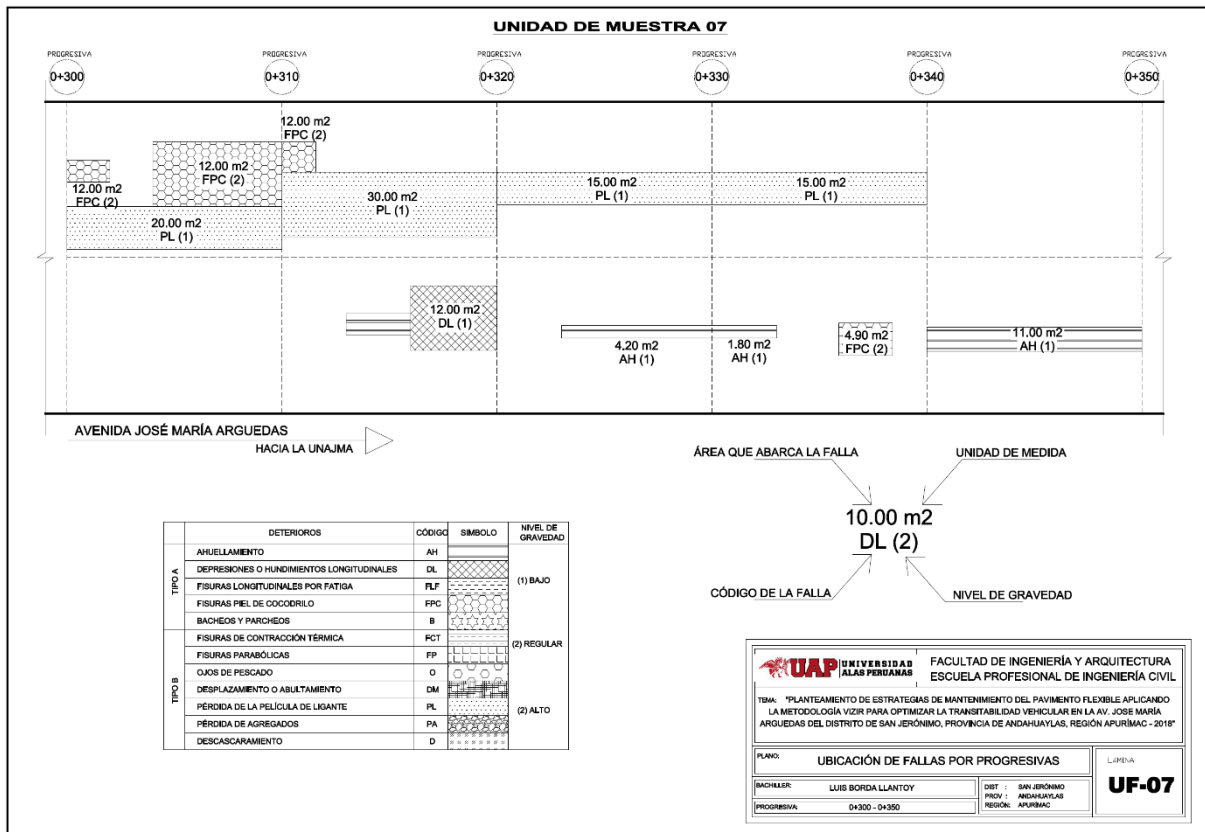 UNIDAD DE MUESTRA 07
PROGRESIVA
0+300
PROGRESIVA
0+310
PROGRESIVA
0+320
PROGRESIVA
0+330
PROGRESIVA
0+340
PROGRESIVA
0+350
12.00 m2
FPC (2)
12.00 m2
FPC (2)
12.00 m2
FPC (2)
20.00 m2
PL (1)
30.00 m2
PL (1)
15.00 m2
PL (1)
15.00 m2
PL (1)
12.00 m2
DL (1)
4.20 m2
AH (1)
1.80 m2
AH (1)
4.90 m2
FPC (2)
11.00 m2
AH (1)
AVENIDA JOSÉ MARÍA ARGUEDAS
HACIA LA UNAJMA
ÁREA QUE ABARCA LA FALLA
UNIDAD DE MEDIDA
10.00 m2
DL (2)
CÓDIGO DE LA FALLA
NIVEL DE GRAVEDAD
DETERIOROS CÓDIGO SIMBOLO NIVEL DE GRAVEDAD
TIPO A
AHUELLAMIENTO AH
DEPRESIONES O HUNDIMIENTOS LONGITUDINALES DL
FISURAS LONGITUDINALES POR FATIGA FLF
FISURAS PIEL DE COCODRILO FPC
BACHEOS Y PARCHEOS B
TIPO B
FISURAS DE CONTRACCIÓN TÉRMICA FCT
FISURAS PARABÓLICAS FP
OJOS DE PESCADO O
DESPLAZAMIENTO O ABULTAMIENTO DM
PÉRDIDA DE LA PELÍCULA DE LIGANTE PL
PÉRDIDA DE AGREGADOS PA
DESCASCARAMIENTO D
(1) BAJO
(2) REGULAR
(2) ALTO
UAP UNIVERSIDAD ALAS PERUANAS
FACULTAD DE INGENIERÍA Y ARQUITECTURA
ESCUELA PROFESIONAL DE INGENIERÍA CIVIL
TEMA: "PLANTEAMIENTO DE ESTRATEGIAS DE MANTENIMIENTO DEL PAVIMENTO FLEXIBLE APLICANDO
LA METODOLOGÍA VIZIR PARA OPTIMIZAR LA TRANSITABILIDAD VEHICULAR EN LA AV. JOSE MARÍA
ARGUEDAS DEL DISTRITO DE SAN JERÓNIMO, PROVINCIA DE ANDAHUAYLAS, REGIÓN APURÍMAC - 2018"
PLANO: UBICACIÓN DE FALLAS POR PROGRESIVAS
LÁMINA:
UF-07
BACHILLER: LUIS BORDA LLANTOY
PROGRESIVA: 0+300 - 0+350
DIST : SAN JERÓNIMO
PROV : ANDAHUAYLAS
REGIÓN: APURÍMAC